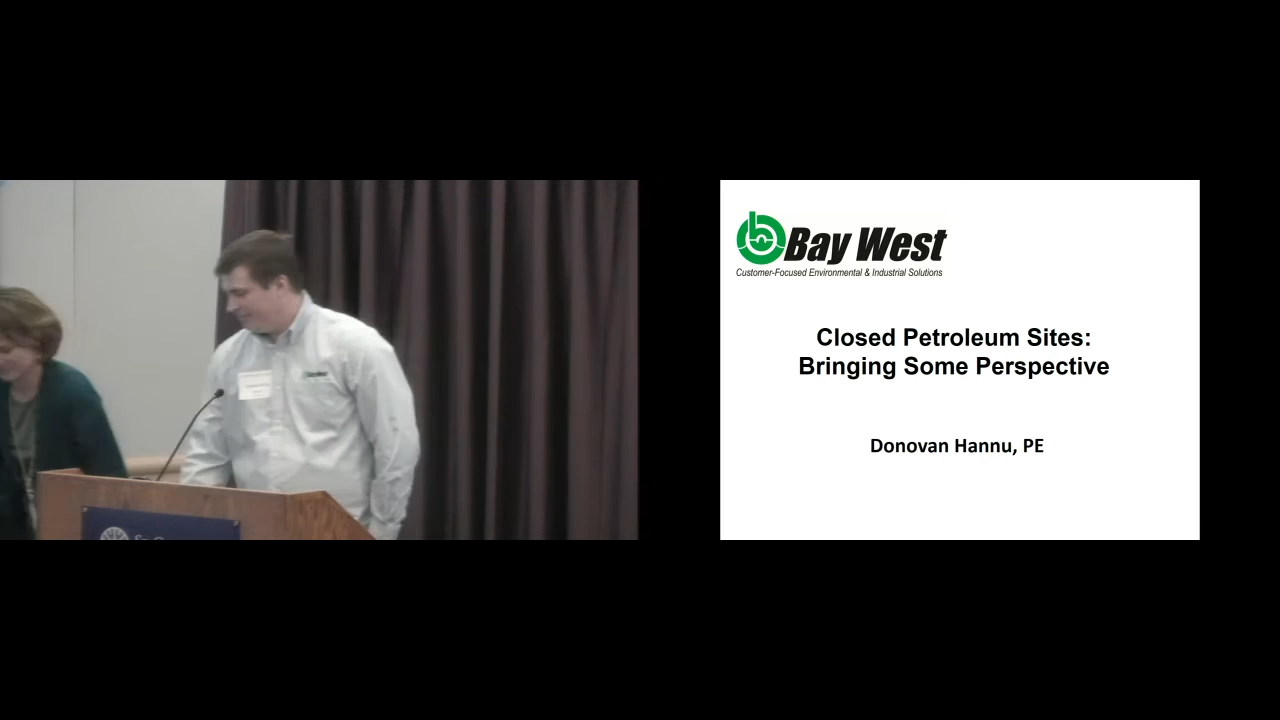 Bay West
Customer-Focused Environmental & Industrial Solutions
Closed Petroleum Sites:
Bringing Some Perspective
Donovan Hannu, PE